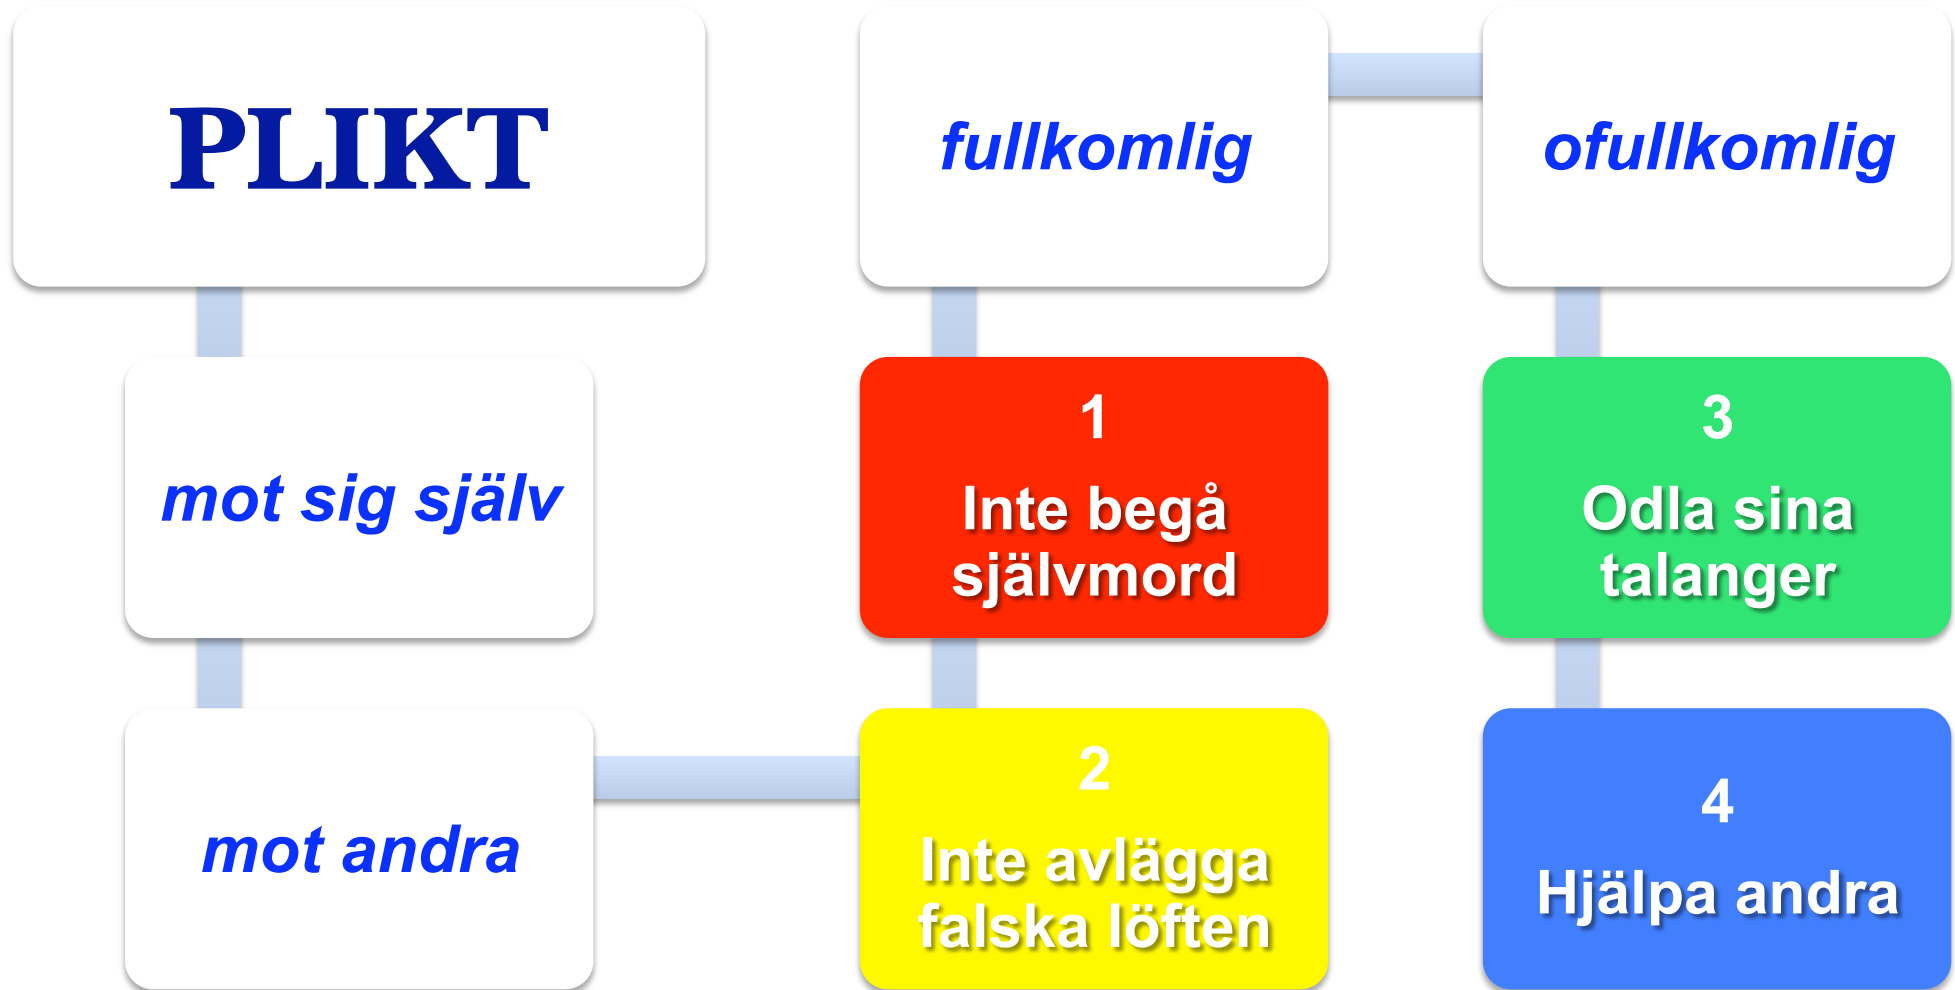 PLIKT
fullkomlig
ofullkomlig
mot sig själv
1
Inte begå
självmord
3
Odla sina
talanger
mot andra
2
Inte avlägga
falska löften
4
Hjälpa andra